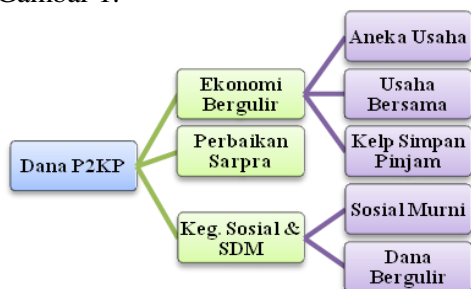 Gambar 1.
Dana P2KP
Ekonomi
Bergulir
Perbaikan
Sarpra
Keg. Sosial &
SDM
Aneka Usaha
Usaha
Bersama
Kelp Simpan
Pinjam
Sosial Murni
Dana
Bergulir